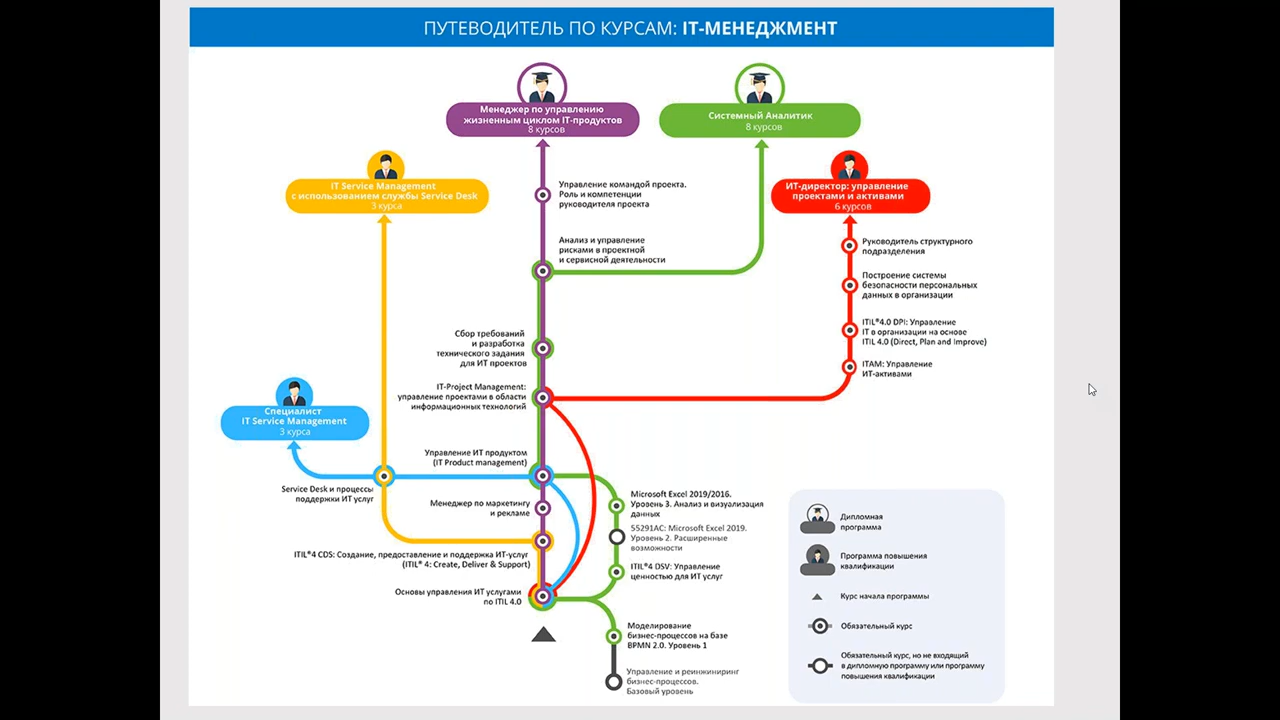 ПУТЕВОДИТЕЛЬ ПО КУРСАМ: IT-МЕНЕДЖМЕНТ
Менеджер по управлению
жизненным циклом IT-продуктов
8 курсов
Системный Аналитик
8 курсов
IT Service Management
с использованием службы Service Desk
3 курса
ИТ-директор: управление
проектами и активами
6 курсов
Управление командой проекта.
Роль и компетенции
руководителя проекта
Анализ и управление
рисками в проектной
и сервисной деятельности
Руководитель структурного
подразделения
Построение системы
безопасности персональных
данных в организации
ITIL®4.0 DPI: Управление
IT в организации на основе
ITIL 4.0 (Direct, Plan and Improve)
ITAM: Управление
ИТ-активами
Сбор требований
и разработка
технического задания
для ИТ проектов
IT-Project Management:
управление проектами в области
информационных технологий
Специалист
IT Service Management
3 курса
Управление ИТ продуктом
(IT Product management)
Service Desk и процессы
поддержки ИТ услуг
Менеджер по маркетингу
и рекламе
ITIL®4 CDS: Создание, предоставление и поддержка ИТ-услуг
(ITIL® 4: Create, Deliver & Support)
Основы управления ИТ услугами
по ITIL 4.0
Microsoft Excel 2019/2016.
Уровень 3. Анализ и визуализация
данных
55291AC: Microsoft Excel 2019.
Уровень 2. Расширенные
возможности
ITIL®4 DSV: Управление
ценностью для ИТ услуг
Моделирование
бизнес-процессов на базе
BPMN 2.0. Уровень 1
Управление и реинжиниринг
бизнес-процессов.
Базовый уровень
Дипломная
программа
Программа повышения
квалификации
Курс начала программы
Обязательный курс
Обязательный курс, но не входящий
в дипломную программу или программу
повышения квалификации